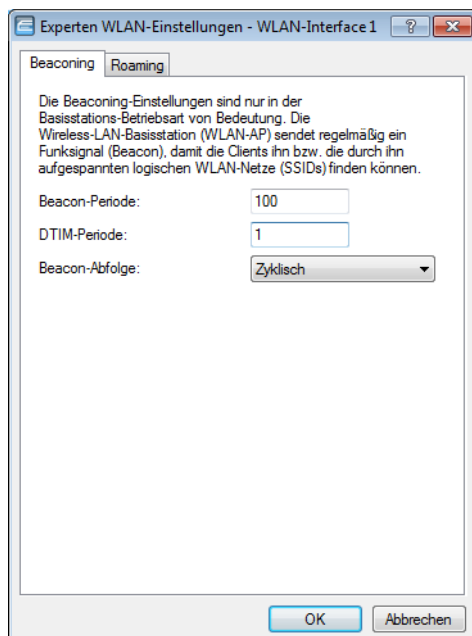 Experten WLAN-Einstellungen - WLAN-Interface 1
?
Beaconing
Roaming
Die Beaconing-Einstellungen sind nur in der
Basisstations-Betriebsart von Bedeutung. Die
Wireless-LAN-Basisstation (WLAN-AP) sendet regelmäßig ein
Funksignal (Beacon), damit die Clients ihn bzw. die durch ihn
aufgespannten logischen WLAN-Netze (SSIDs) finden können.
Beacon-Periode: 100
DTIM-Periode: 1
Beacon-Abfolge: Zyklisch
OK
Abbrechen